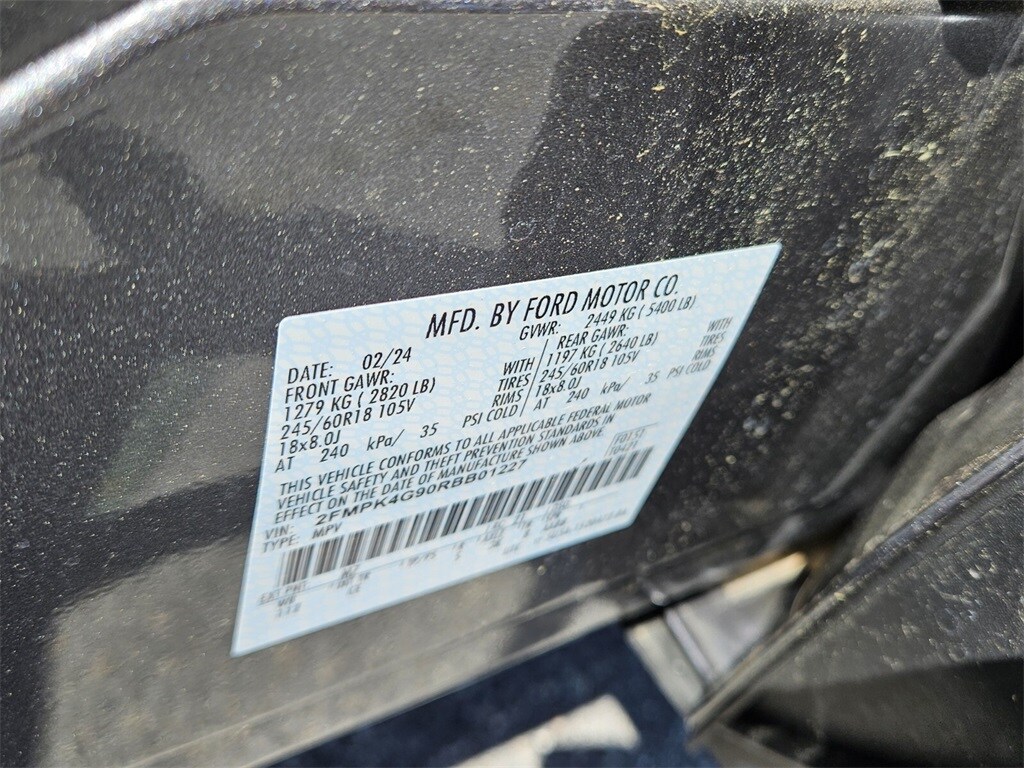 MFD. BY FORD MOTOR CO.
DATE: 02/24 GVWR: 2449 KG ( 5400 LB)
FRONT GAWR: REAR GAWR:
1279 KG ( 2820 LB) WITH 1197 KG ( 2640 LB) WITH
245/60R18 105V TIRES 245/60R18 105V TIRES
18x8.0J RIMS 18x8.0J RIMS
AT 240 kPa/ 35 PSI COLD AT 240 kPa/ 35 PSI COLD
THIS VEHICLE CONFORMS TO ALL APPLICABLE FEDERAL MOTOR
VEHICLE SAFETY AND THEFT PREVENTION STANDARDS IN
EFFECT ON THE DATE OF MANUFACTURE SHOWN ABOVE.
VIN: 2FMPK4G90RBB01227
TYPE: MPV
EXT PNT: